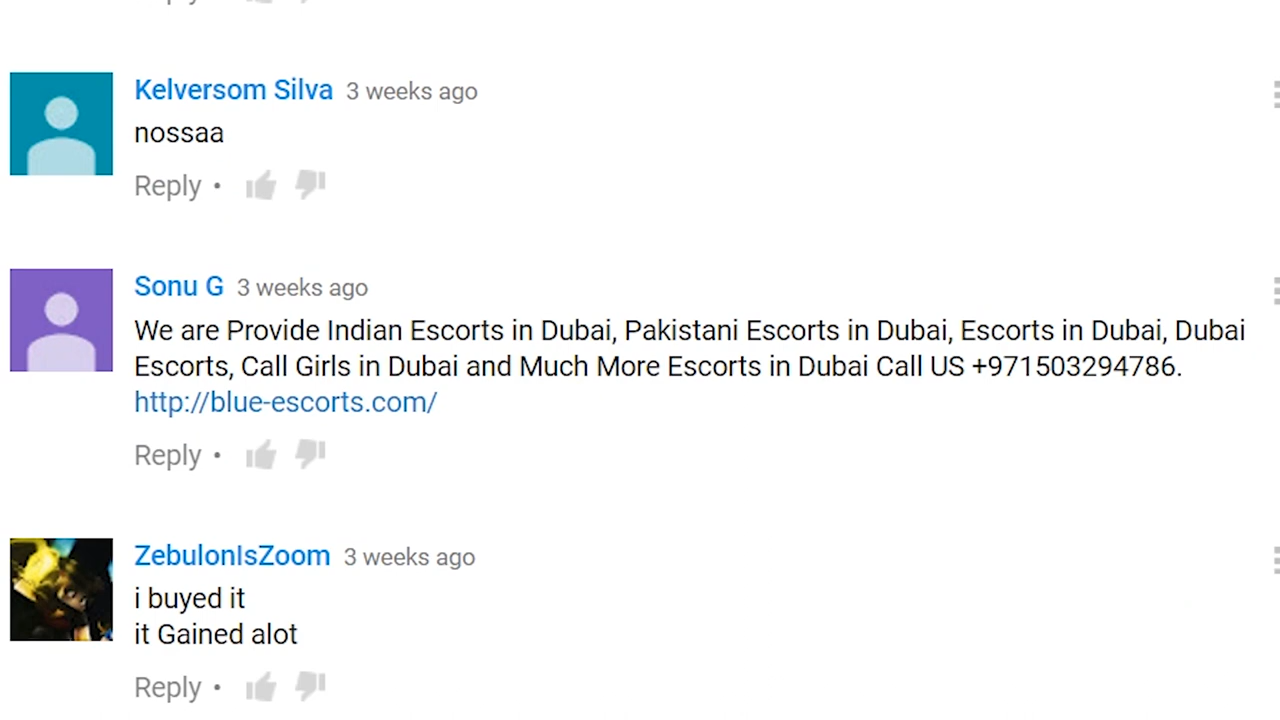 Kelversom Silva 3 weeks ago
nossaa
Reply •
Sonu G 3 weeks ago
We are Provide Indian Escorts in Dubai, Pakistani Escorts in Dubai, Escorts in Dubai, Dubai
Escorts, Call Girls in Dubai and Much More Escorts in Dubai Call US +971503294786.
http://blue-escorts.com/
Reply •
ZebulonIsZoom 3 weeks ago
i buyed it
it Gained alot
Reply •